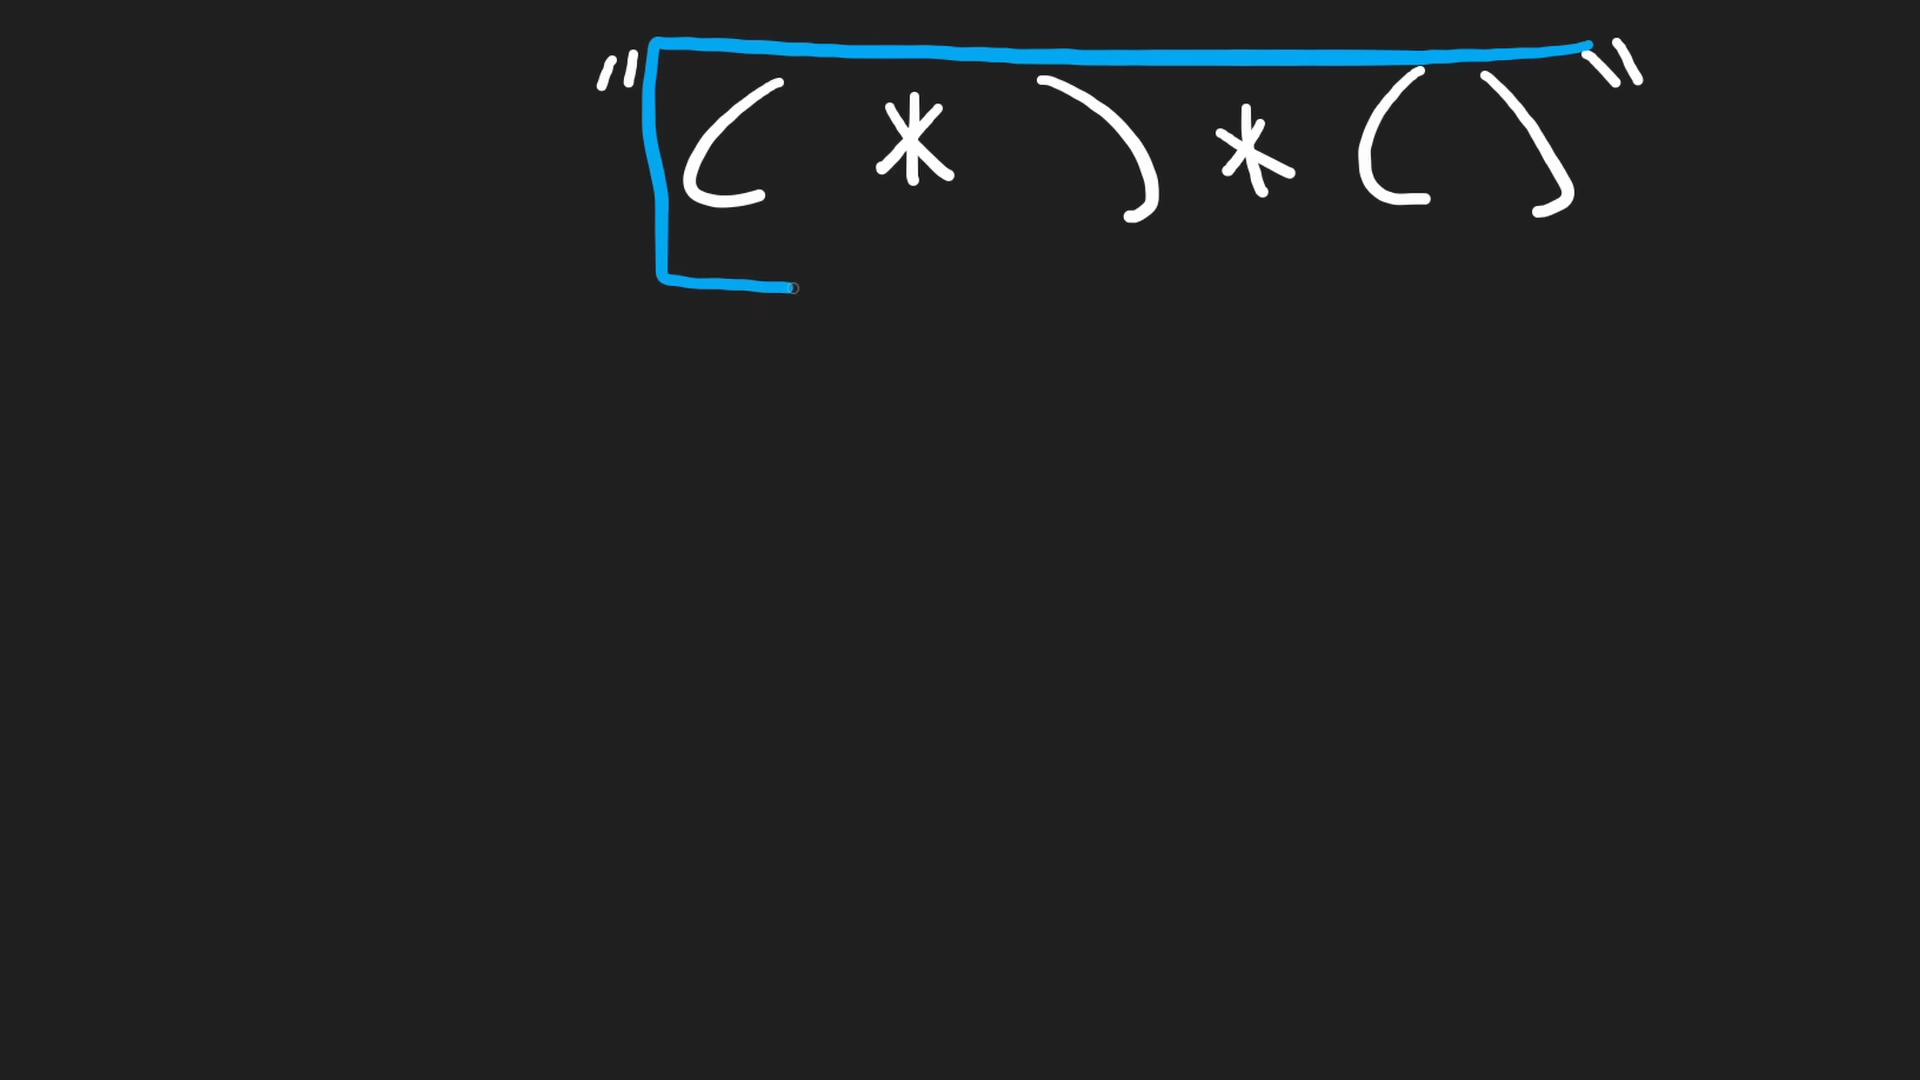 "( * ) * ( )"